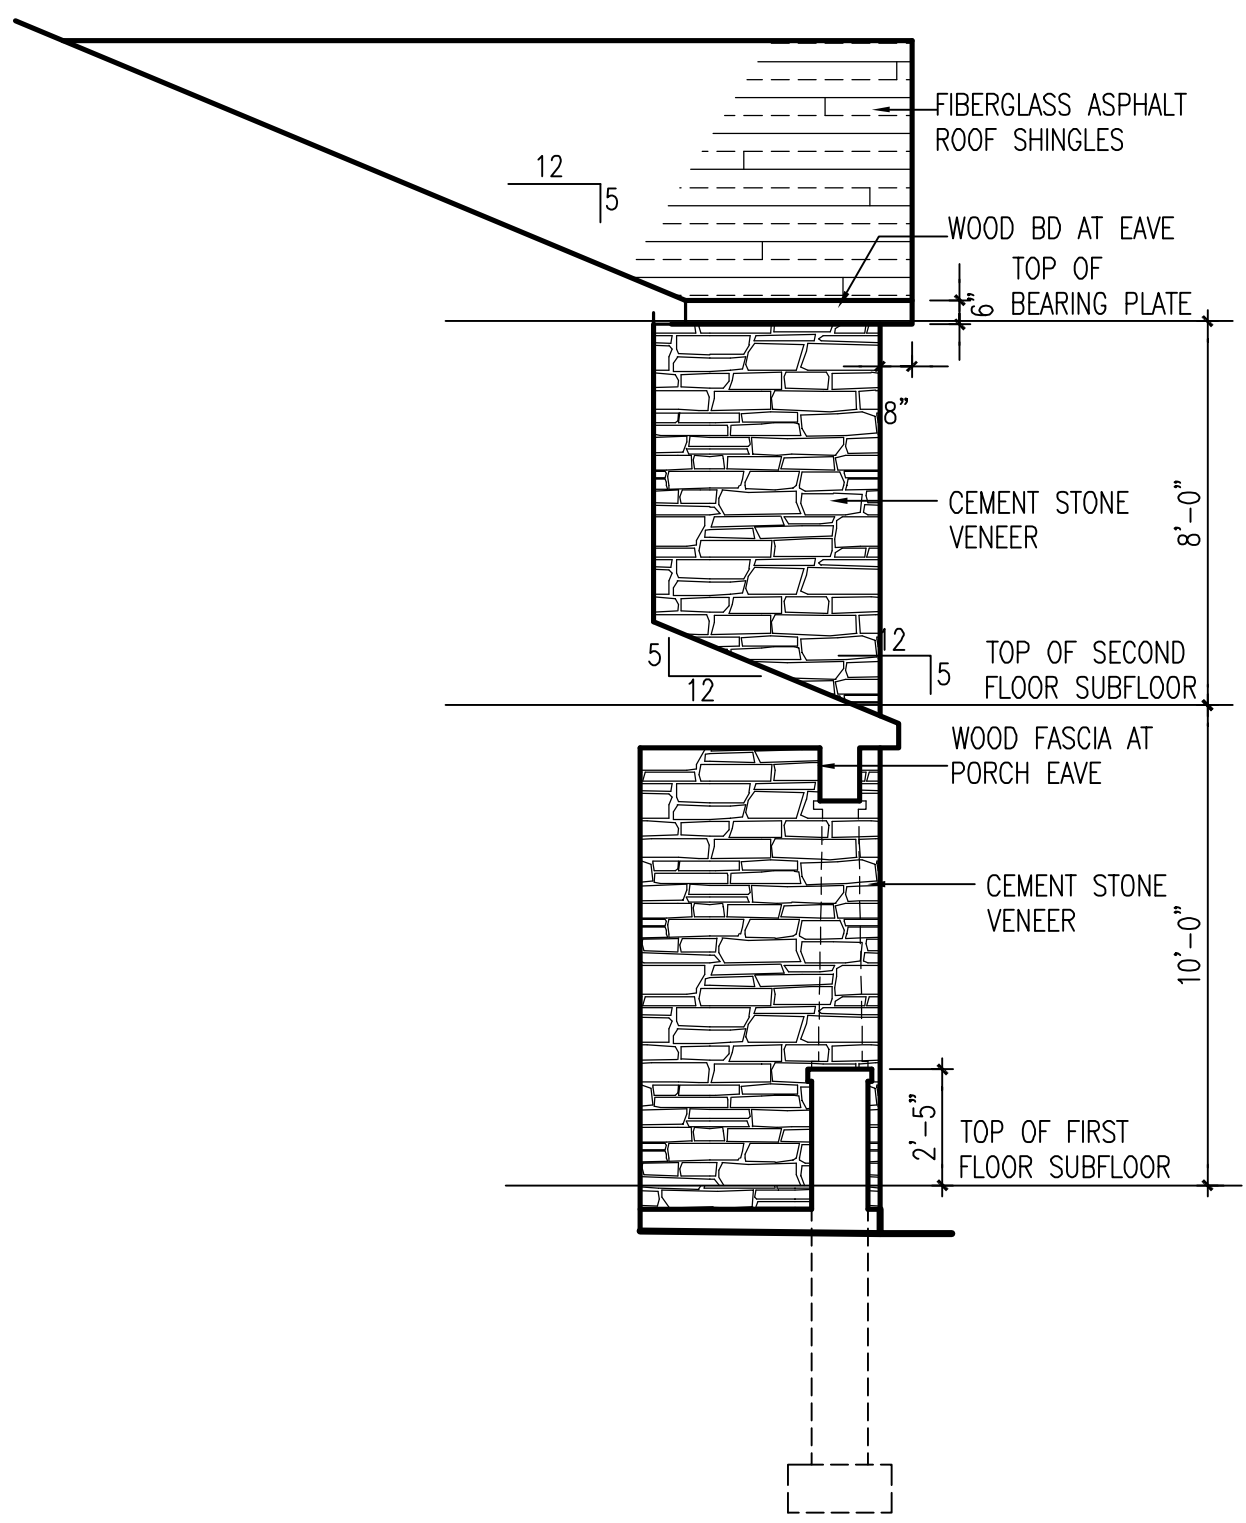 FIBERGLASS ASPHALT
ROOF SHINGLES
12
5
WOOD BD AT EAVE
TOP OF
BEARING PLATE
6"
8"
CEMENT STONE
VENEER
8'-0"
12
5
5
12
TOP OF SECOND
FLOOR SUBFLOOR
WOOD FASCIA AT
PORCH EAVE
CEMENT STONE
VENEER
10'-0"
2'-5"
TOP OF FIRST
FLOOR SUBFLOOR